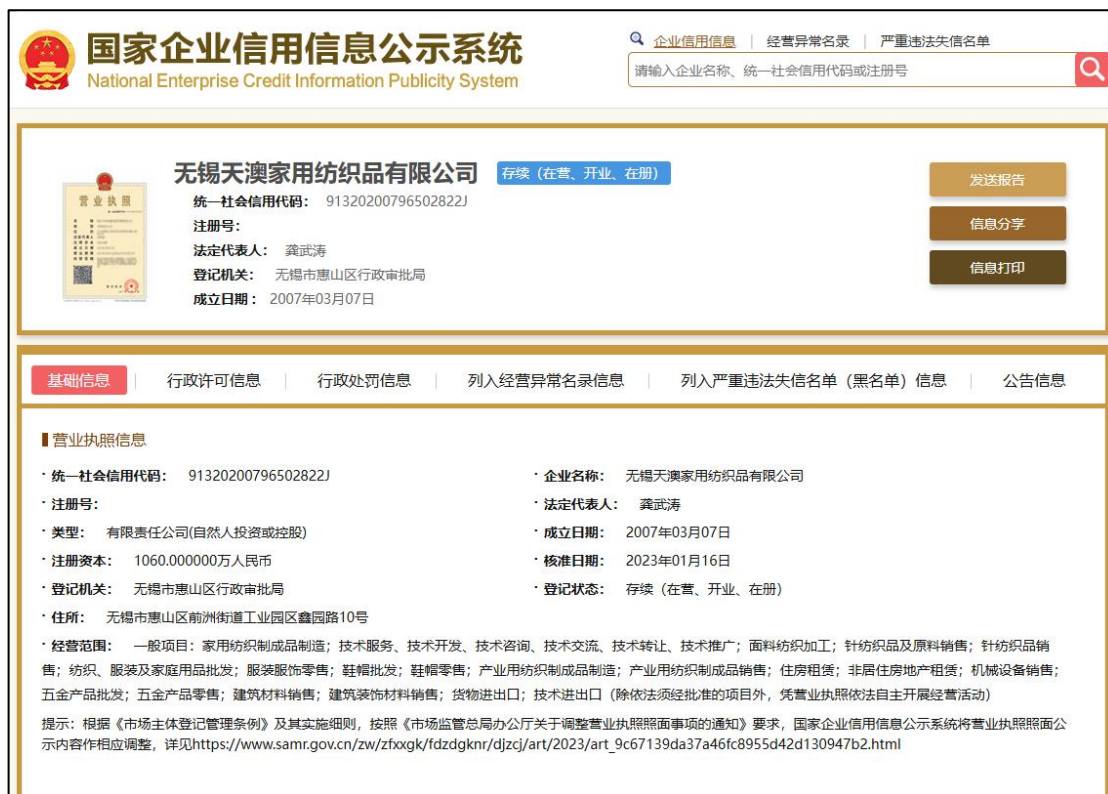 国家企业信用信息公示系统
National Enterprise Credit Information Publicity System
企业信用信息 | 经营异常名录 | 严重违法失信名单
请输入企业名称、统一社会信用代码或注册号
营业执照
无锡天澳家用纺织品有限公司 存续（在营、开业、在册）
统一社会信用代码： 91320200796502822J
注册号：
法定代表人： 龚武涛
登记机关： 无锡市惠山区行政审批局
成立日期： 2007年03月07日
发送报告
信息分享
信息打印
基础信息 | 行政许可信息 | 行政处罚信息 | 列入经营异常名录信息 | 列入严重违法失信名单（黑名单）信息 | 公告信息
营业执照信息
· 统一社会信用代码： 91320200796502822J · 企业名称： 无锡天澳家用纺织品有限公司
· 注册号： · 法定代表人： 龚武涛
· 类型： 有限责任公司(自然人投资或控股) · 成立日期： 2007年03月07日
· 注册资本： 1060.000000万人民币 · 核准日期： 2023年01月16日
· 登记机关： 无锡市惠山区行政审批局 · 登记状态： 存续（在营、开业、在册）
· 住所： 无锡市惠山区前洲街道工业园区鑫园路10号
· 经营范围： 一般项目：家用纺织制成品制造；技术服务、技术开发、技术咨询、技术交流、技术转让、技术推广；面料纺织加工；针纺织品及原料销售；针纺织品销
售；纺织、服装及家庭用品批发；服装服饰零售；鞋帽批发；鞋帽零售；产业用纺织制成品制造；产业用纺织制成品销售；住房租赁；非居住房地产租赁；机械设备销售；
五金产品批发；五金产品零售；建筑材料销售；建筑装饰材料销售；货物进出口；技术进出口（除依法须经批准的项目外，凭营业执照依法自主开展经营活动）
提示：根据《市场主体登记管理条例》及其实施细则，按照《市场监管总局办公厅关于调整营业执照照面事项的通知》要求，国家企业信用信息公示系统将营业执照照面公
示内容作相应调整，详见https://www.samr.gov.cn/zw/zfxxgk/fdzdgknr/djzcj/art/2023/art_9c67139da37a46fc8955d42d130947b2.html